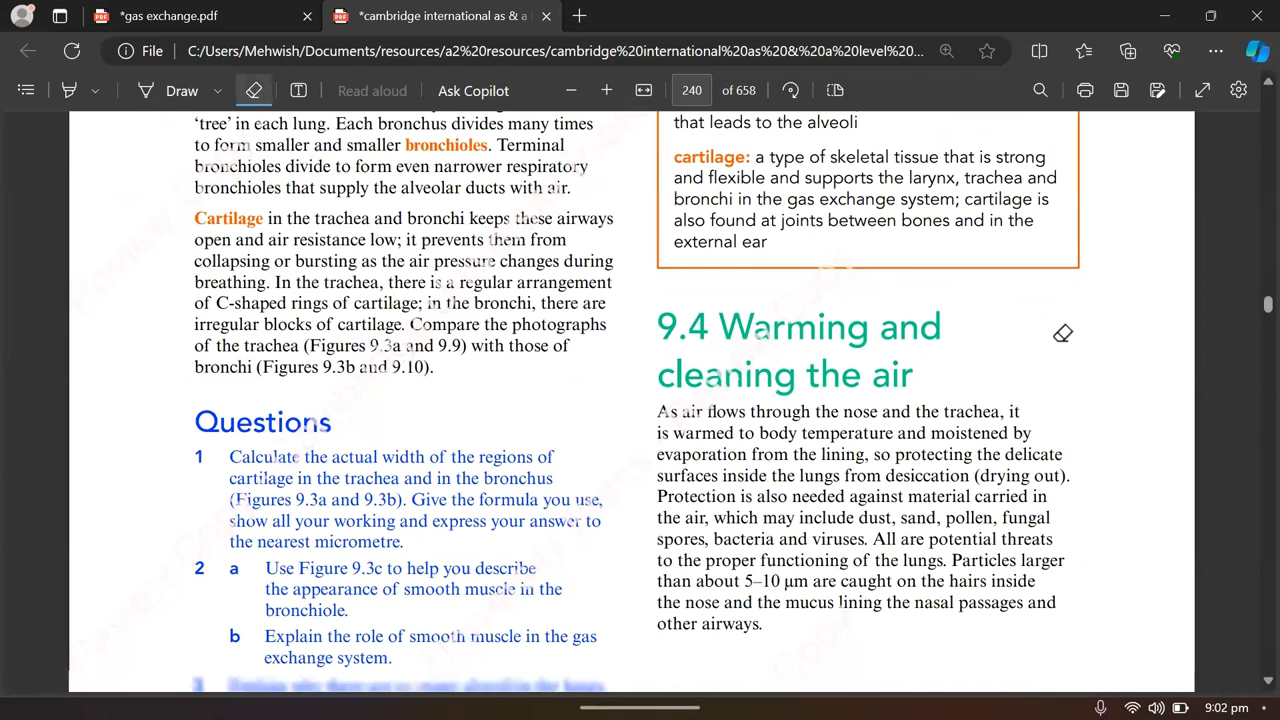 *gas exchange.pdf
*cambridge international as & a l
File
C:/Users/Mehwish/Documents/resources/a2%20resources/cambridge%20international%20as%20&%20a%20level%20...
Draw
Read aloud
Ask Copilot
240 of 658
'tree' in each lung. Each bronchus divides many times
to form smaller and smaller bronchioles. Terminal
bronchioles divide to form even narrower respiratory
bronchioles that supply the alveolar ducts with air.
Cartilage in the trachea and bronchi keeps these airways
open and air resistance low; it prevents them from
collapsing or bursting as the air pressure changes during
breathing. In the trachea, there is a regular arrangement
of C-shaped rings of cartilage; in the bronchi, there are
irregular blocks of cartilage. Compare the photographs
of the trachea (Figures 9.3a and 9.9) with those of
bronchi (Figures 9.3b and 9.10).
Questions
1 Calculate the actual width of the regions of
cartilage in the trachea and in the bronchus
(Figures 9.3a and 9.3b). Give the formula you use,
show all your working and express your answer to
the nearest micrometre.
2 a Use Figure 9.3c to help you describe
the appearance of smooth muscle in the
bronchiole.
b Explain the role of smooth muscle in the gas
exchange system.
that leads to the alveoli
cartilage: a type of skeletal tissue that is strong
and flexible and supports the larynx, trachea and
bronchi in the gas exchange system; cartilage is
also found at joints between bones and in the
external ear
9.4 Warming and
cleaning the air
As air flows through the nose and the trachea, it
is warmed to body temperature and moistened by
evaporation from the lining, so protecting the delicate
surfaces inside the lungs from desiccation (drying out).
Protection is also needed against material carried in
the air, which may include dust, sand, pollen, fungal
spores, bacteria and viruses. All are potential threats
to the proper functioning of the lungs. Particles larger
than about 5–10 µm are caught on the hairs inside
the nose and the mucus lining the nasal passages and
other airways.
9:02 pm